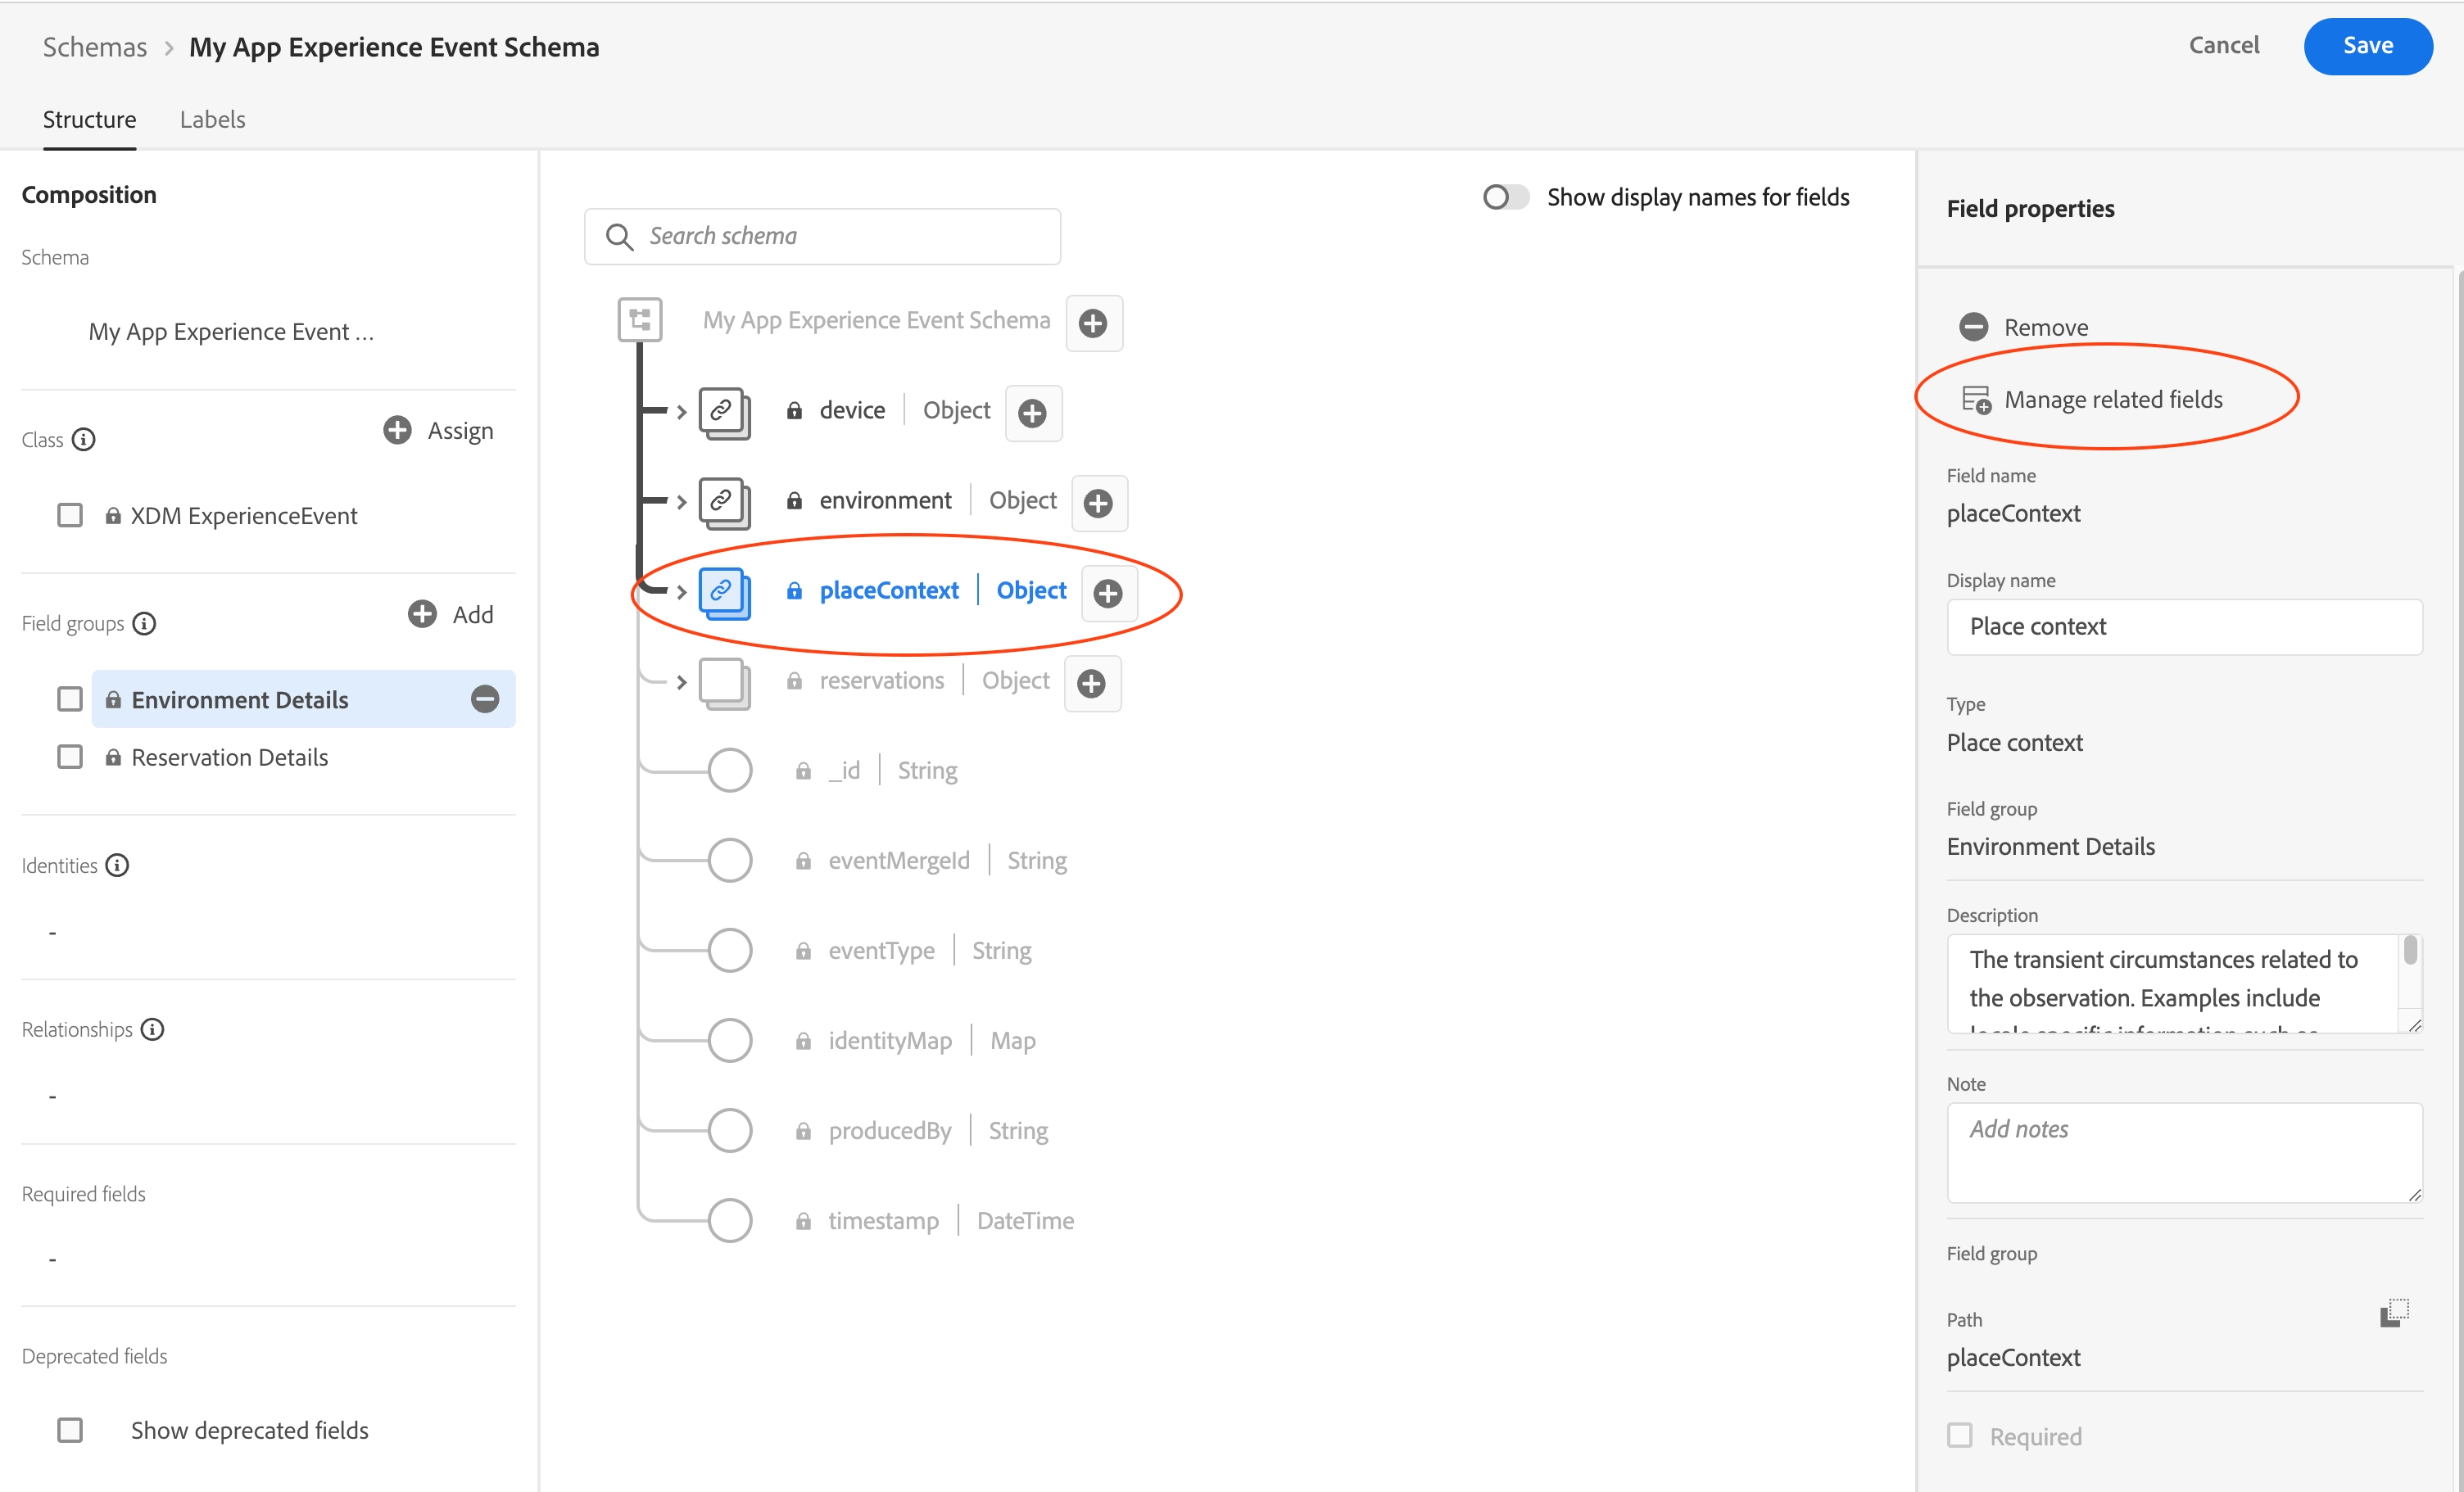 Schemas > My App Experience Event Schema
Cancel
Save
Structure
Labels
Composition
Schema
My App Experience Event ...
Class
Assign
XDM ExperienceEvent
Field groups
Add
Environment Details
Reservation Details
Identities
-
Relationships
-
Required fields
-
Deprecated fields
Show deprecated fields
Show display names for fields
Search schema
My App Experience Event Schema
device | Object
environment | Object
placeContext | Object
reservations | Object
_id | String
eventMergeId | String
eventType | String
identityMap | Map
producedBy | String
timestamp | DateTime
Field properties
Remove
Manage related fields
Field name
placeContext
Display name
Place context
Type
Place context
Field group
Environment Details
Description
The transient circumstances related to
the observation. Examples include
locale specific information such as
Note
Add notes
Field group
Path
placeContext
Required